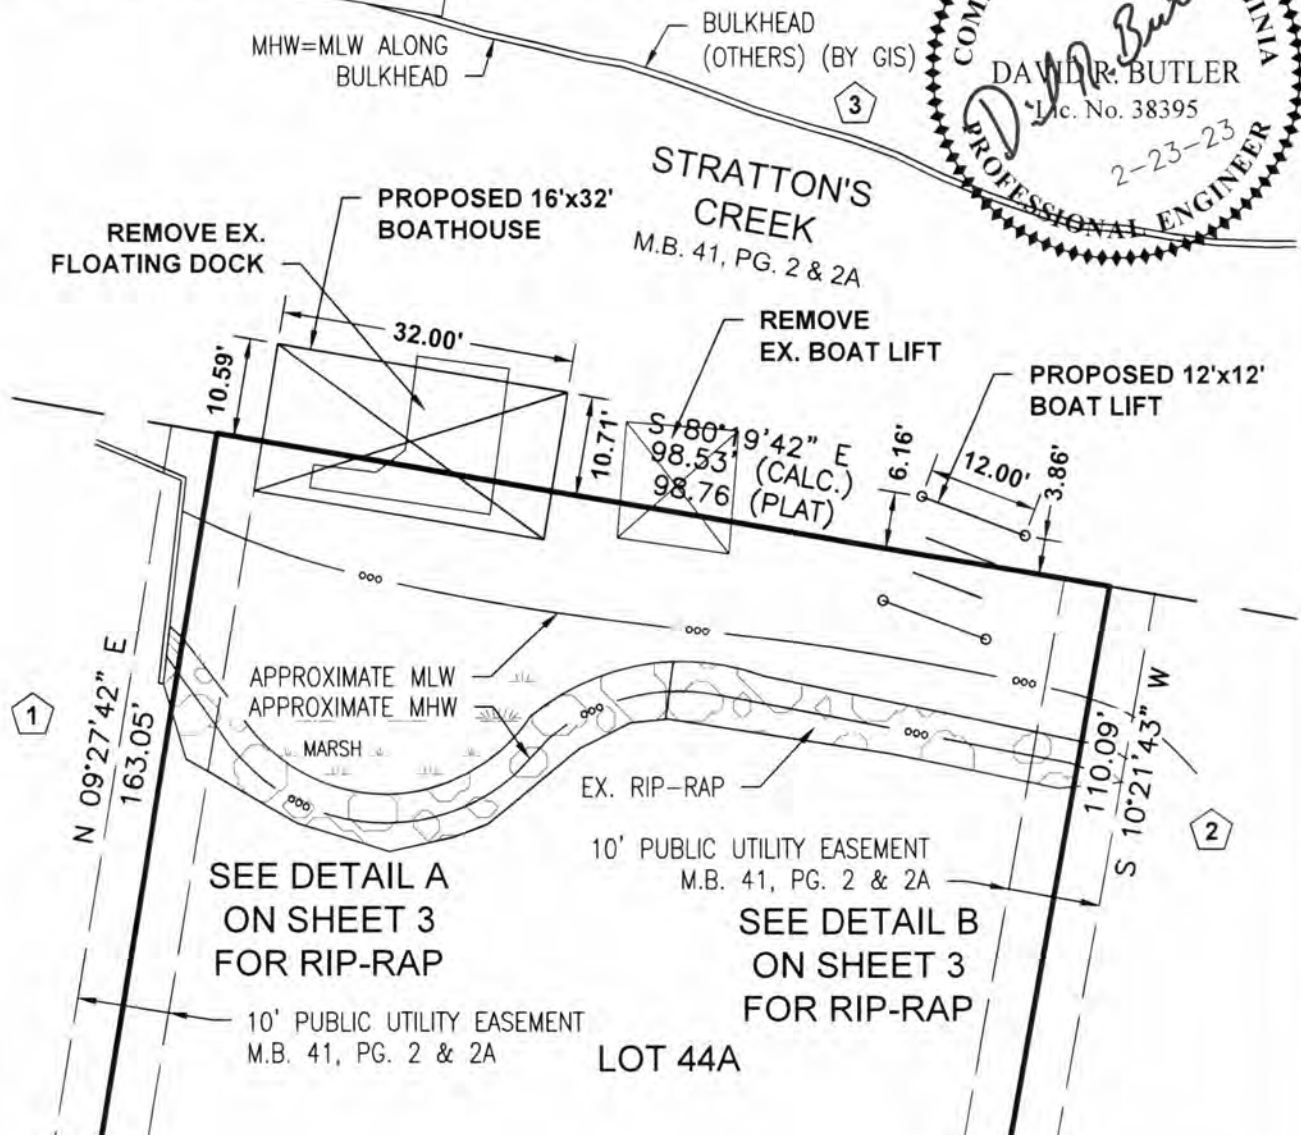 MHW=MLW ALONG
BULKHEAD
BULKHEAD
(OTHERS) (BY GIS)
3
DAVID R. BUTLER
Lic. No. 38395
2-23-23
PROFESSIONAL ENGINEER
STRATTON'S
CREEK
M.B. 41, PG. 2 & 2A
PROPOSED 16'x32'
BOATHOUSE
REMOVE EX.
FLOATING DOCK
32.00'
10.59'
10.71'
REMOVE
EX. BOAT LIFT
PROPOSED 12'x12'
BOAT LIFT
S 80°19'42" E
98.53' (CALC.)
98.76 (PLAT)
6.16'
12.00'
3.86'
APPROXIMATE MLW
APPROXIMATE MHW
MARSH
1
N 09°27'42" E
163.05'
EX. RIP-RAP
110.09'
S 10°21'43" W
2
10' PUBLIC UTILITY EASEMENT
M.B. 41, PG. 2 & 2A
SEE DETAIL A
ON SHEET 3
FOR RIP-RAP
SEE DETAIL B
ON SHEET 3
FOR RIP-RAP
10' PUBLIC UTILITY EASEMENT
M.B. 41, PG. 2 & 2A
LOT 44A